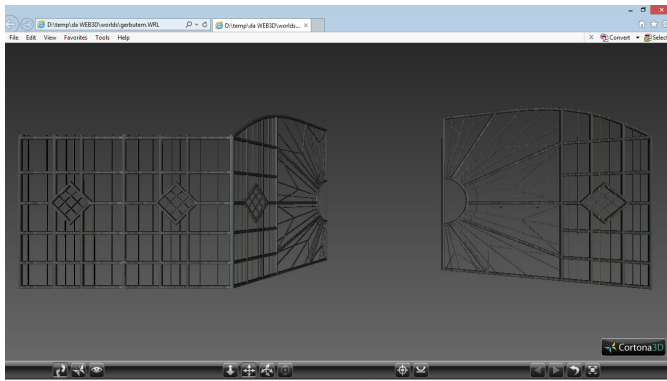 D:\temp\da WEB3D\worlds\gerbutem.WRL
D:\temp\da WEB3D\worlds...
File Edit View Favorites Tools Help
x Convert Select
Cortona3D